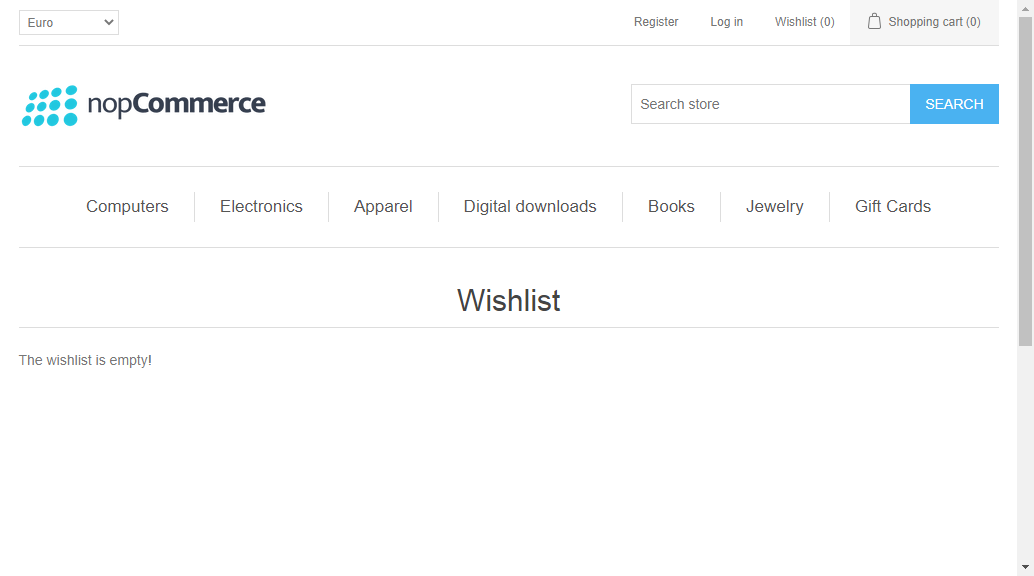 Euro
Register Log in Wishlist (0) Shopping cart (0)
nopCommerce
Search store SEARCH
Computers Electronics Apparel Digital downloads Books Jewelry Gift Cards
Wishlist
The wishlist is empty!